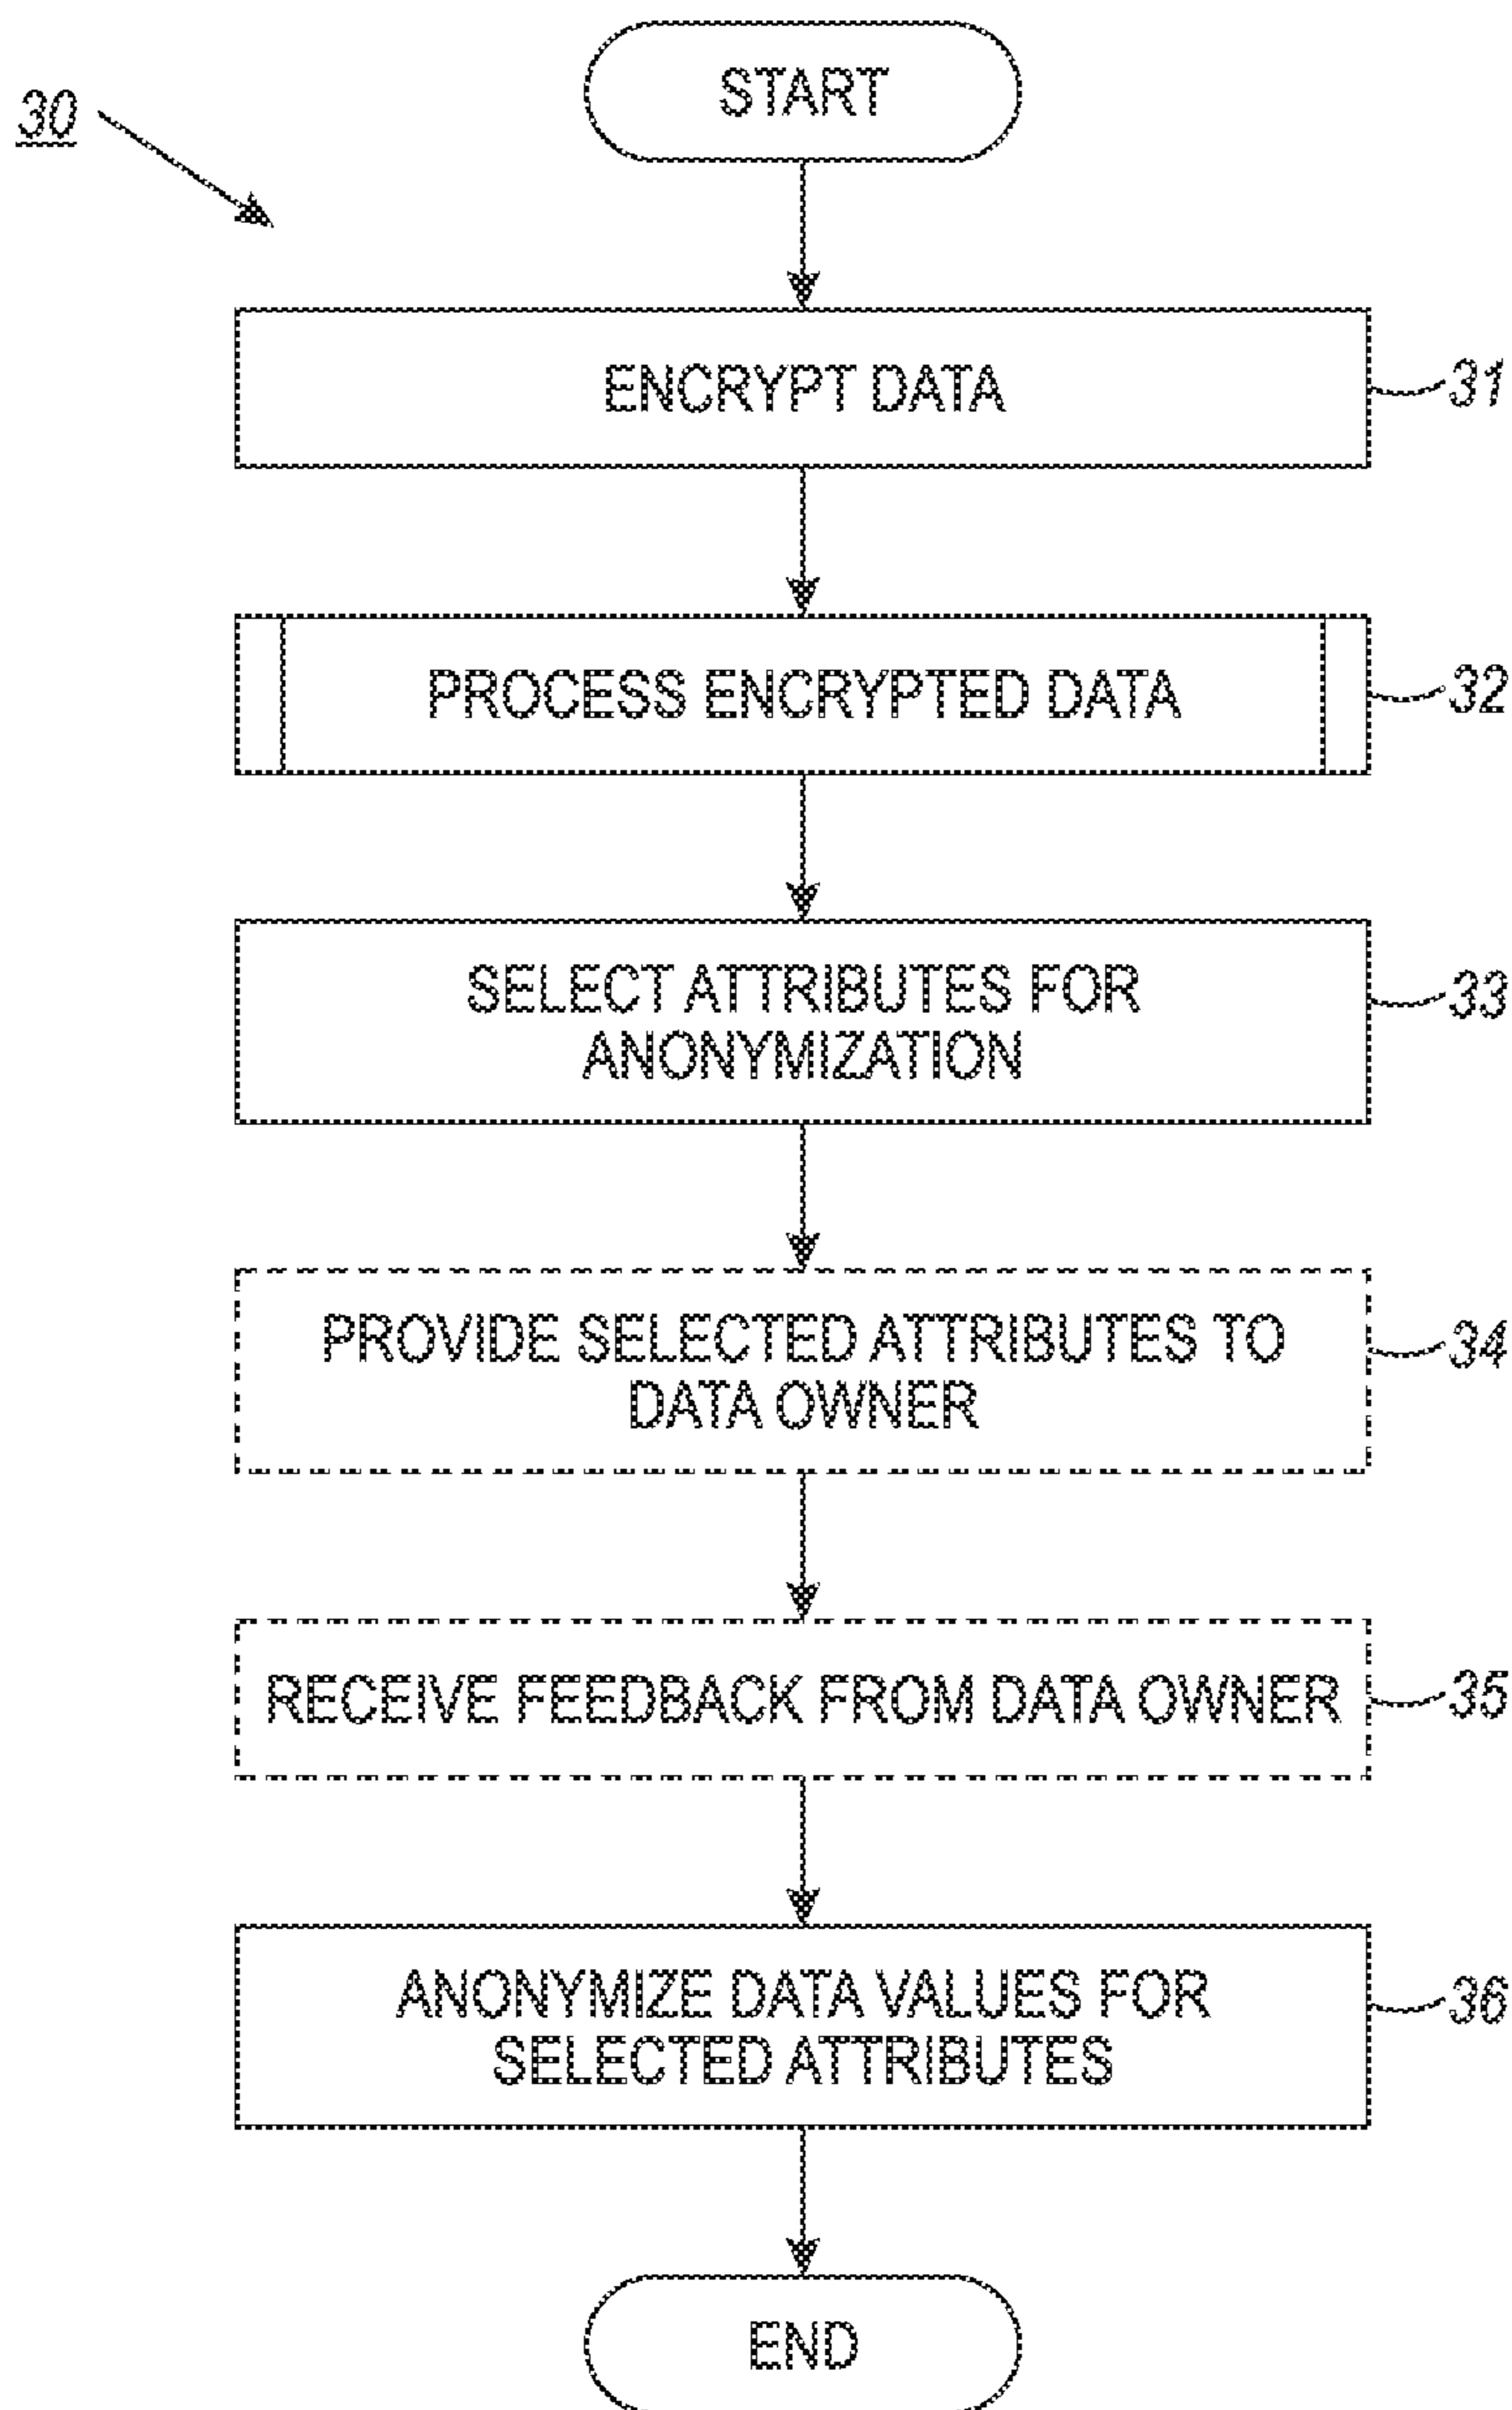 START
30
ENCRYPT DATA
31
PROCESS ENCRYPTED DATA
32
SELECT ATTRIBUTES FOR
ANONYMIZATION
33
PROVIDE SELECTED ATTRIBUTES TO
DATA OWNER
34
RECEIVE FEEDBACK FROM DATA OWNER
35
ANONYMIZE DATA VALUES FOR
SELECTED ATTRIBUTES
36
END